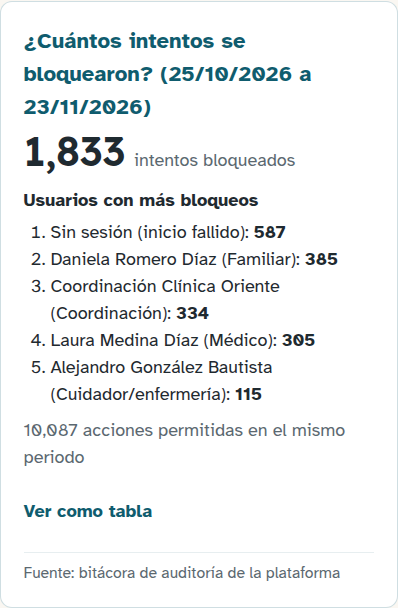 ¿Cuántos intentos se
bloquearon? (25/10/2026 a
23/11/2026)
1,833 intentos bloqueados
Usuarios con más bloqueos
1. Sin sesión (inicio fallido): 587
2. Daniela Romero Díaz (Familiar): 385
3. Coordinación Clínica Oriente
(Coordinación): 334
4. Laura Medina Díaz (Médico): 305
5. Alejandro González Bautista
(Cuidador/enfermería): 115
10,087 acciones permitidas en el mismo
periodo
Ver como tabla
Fuente: bitácora de auditoría de la plataforma